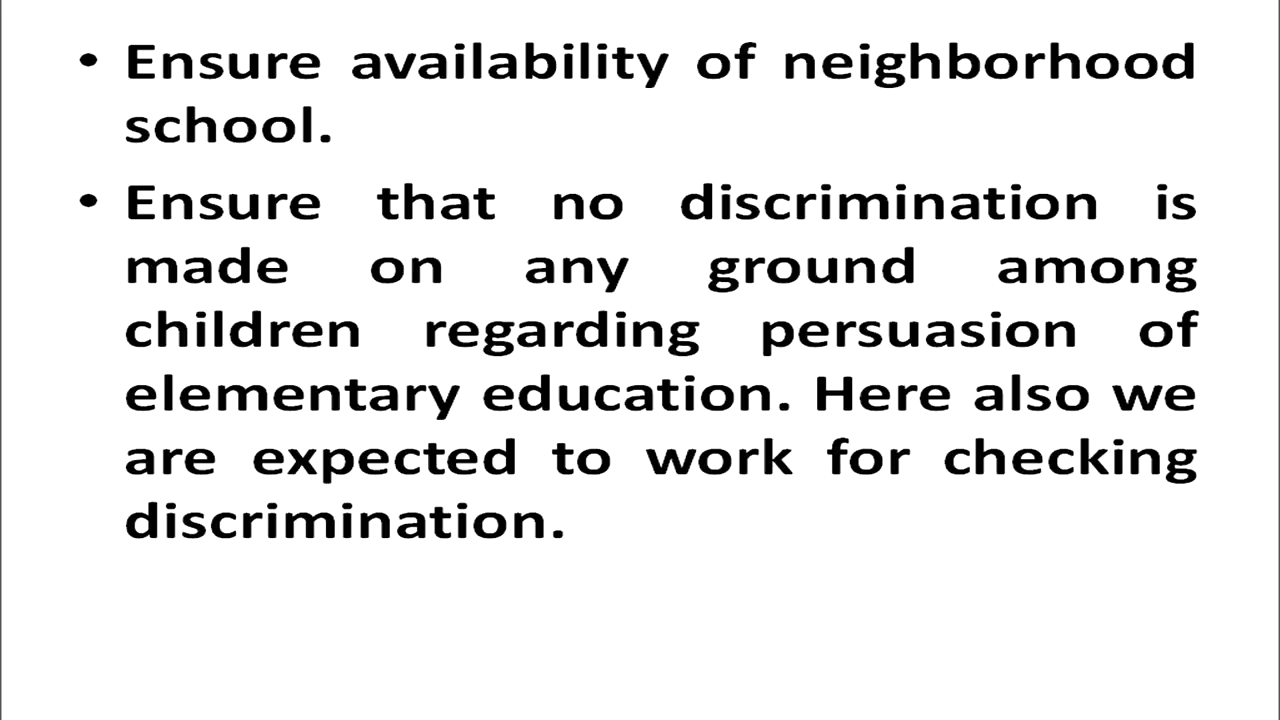 • Ensure availability of neighborhood
school.
• Ensure that no discrimination is
made on any ground among
children regarding persuasion of
elementary education. Here also we
are expected to work for checking
discrimination.